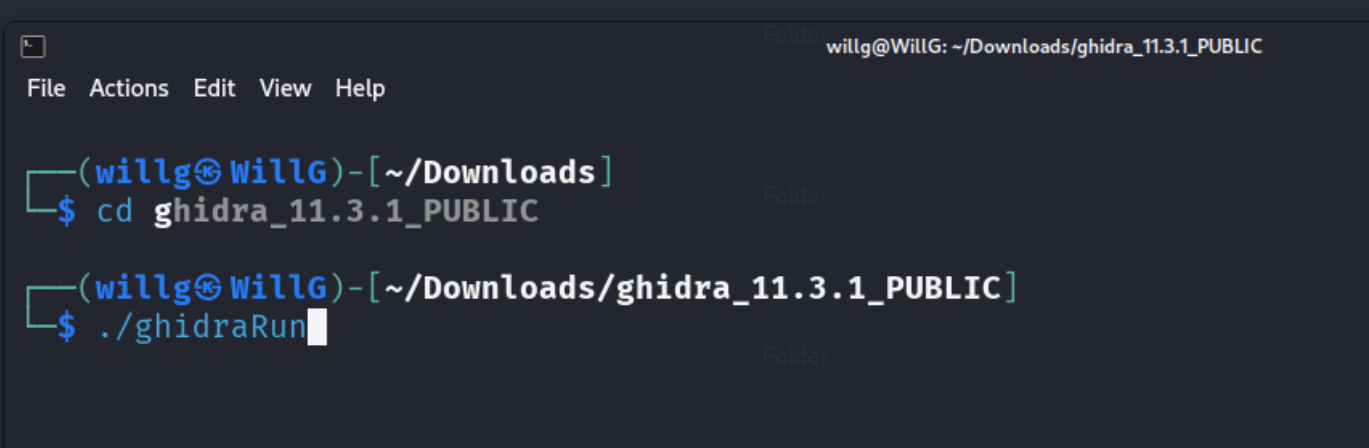 Folder
willg@WillG: ~/Downloads/ghidra_11.3.1_PUBLIC
File Actions Edit View Help
┌──(willg㉿WillG)-[~/Downloads]
└─$ cd ghidra_11.3.1_PUBLIC
Folder
┌──(willg㉿WillG)-[~/Downloads/ghidra_11.3.1_PUBLIC]
└─$ ./ghidraRun
Folder